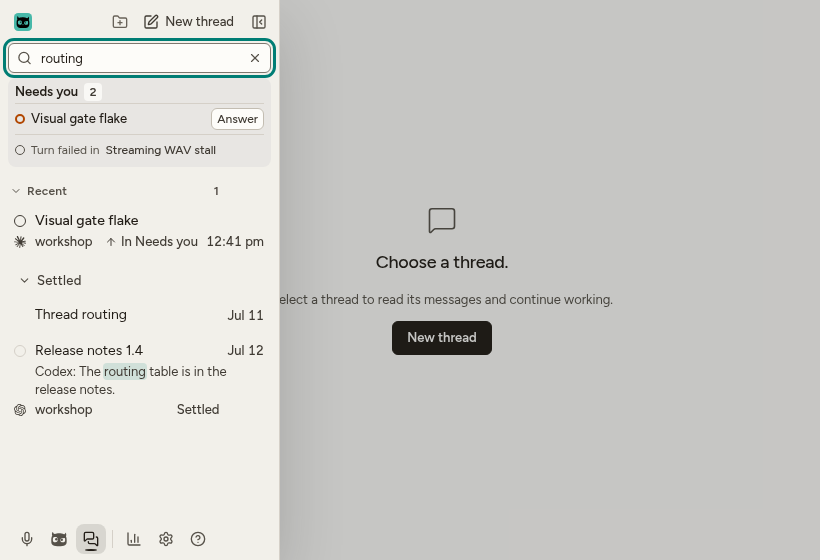 New thread
routing
Needs you 2
Visual gate flake Answer
Turn failed in Streaming WAV stall
Recent 1
Visual gate flake
workshop In Needs you 12:41 pm
Settled
Thread routing Jul 11
Release notes 1.4 Jul 12
Codex: The routing table is in the
release notes.
workshop Settled
Choose a thread.
elect a thread to read its messages and continue working.
New thread